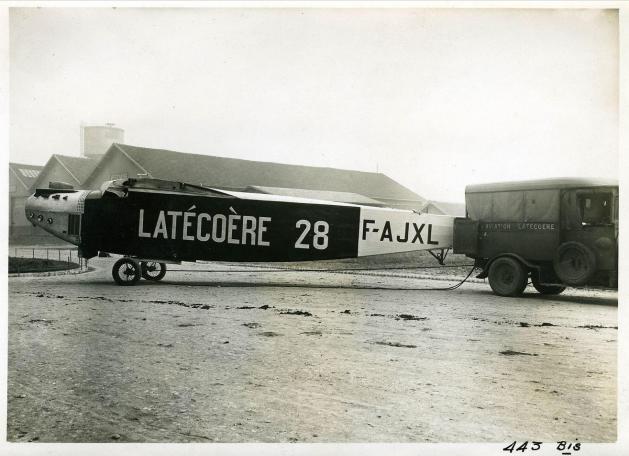 LATÉCOÈRE 28 F-AJXL
AVIATION LATÉCOÈRE
443 Bis